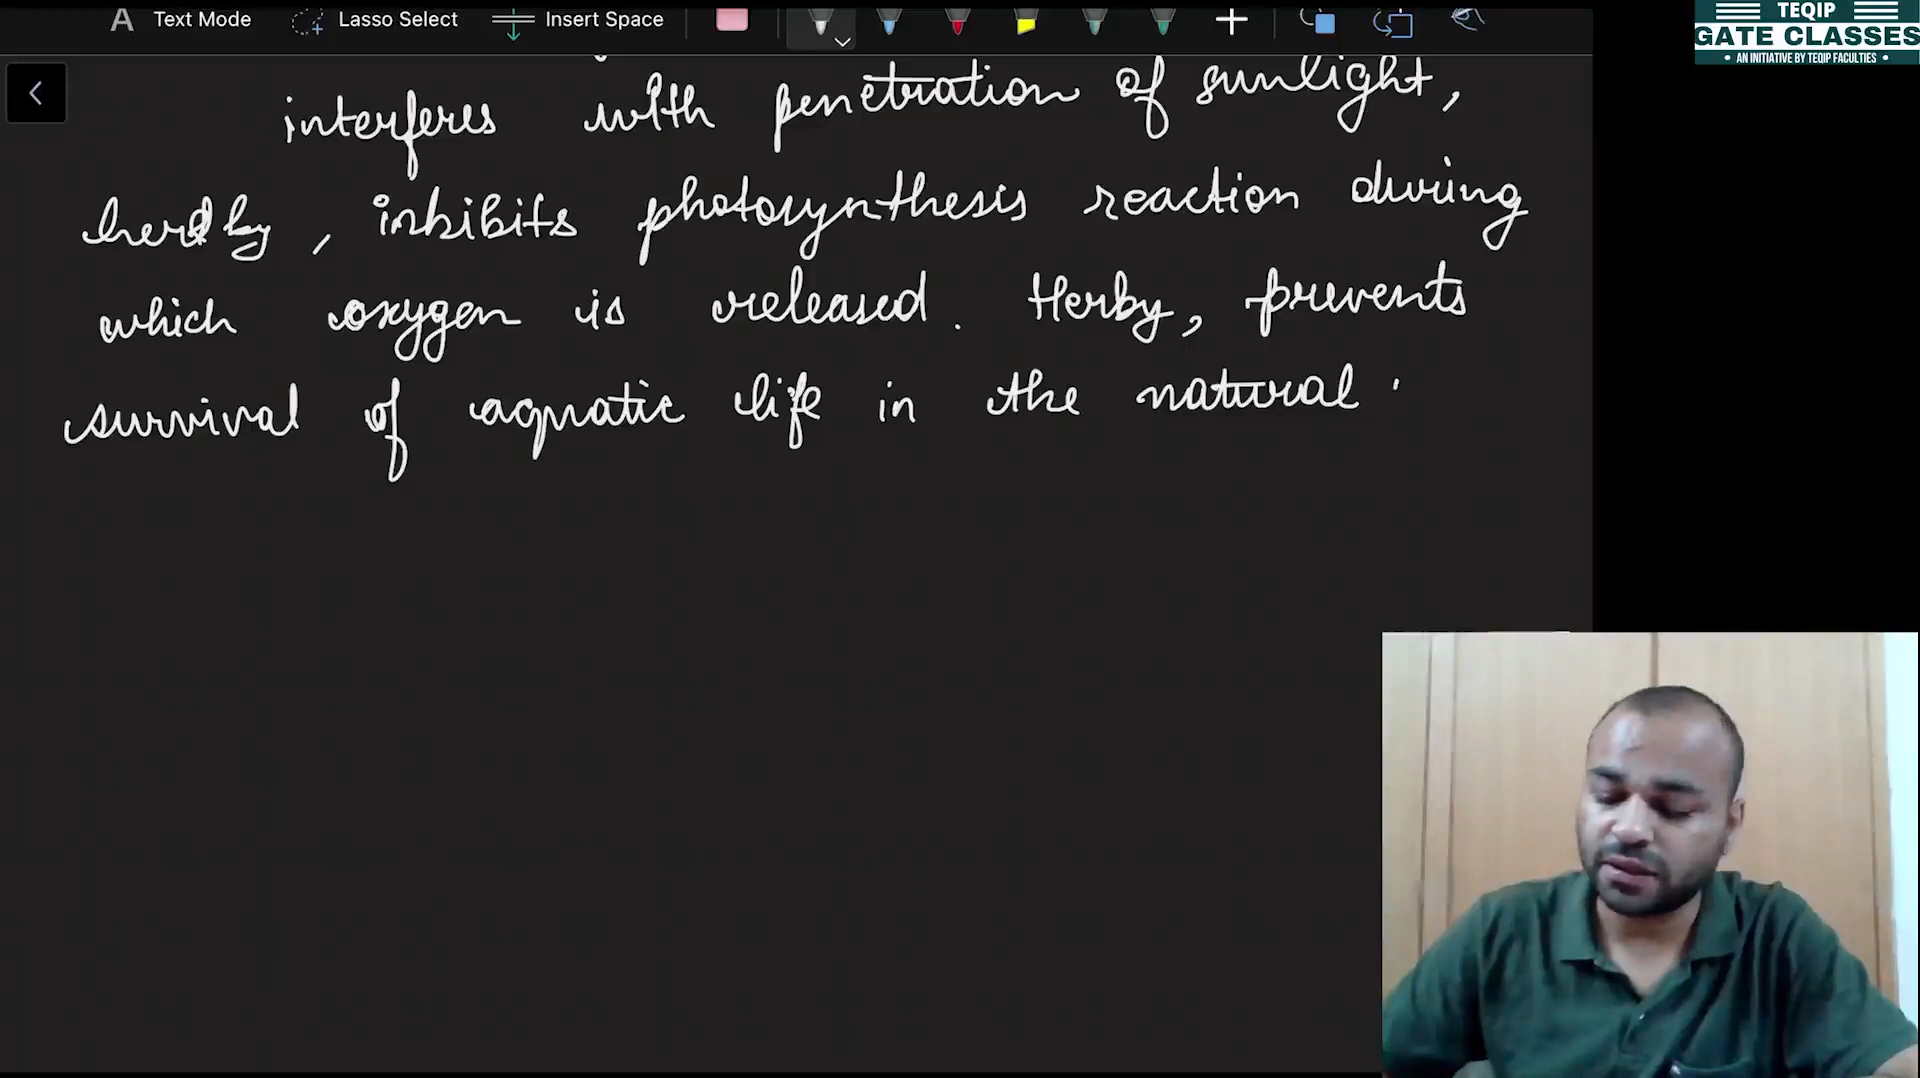 Text Mode Lasso Select Insert Space
TEQIP
GATE CLASSES
• AN INITIATIVE BY TEQIP FACULTIES •
interferes with penetration of sunlight,
herdby, inhibits photosynthesis reaction during
which oxygen is released. Herby, prevents
survival of aquatic life in the natural